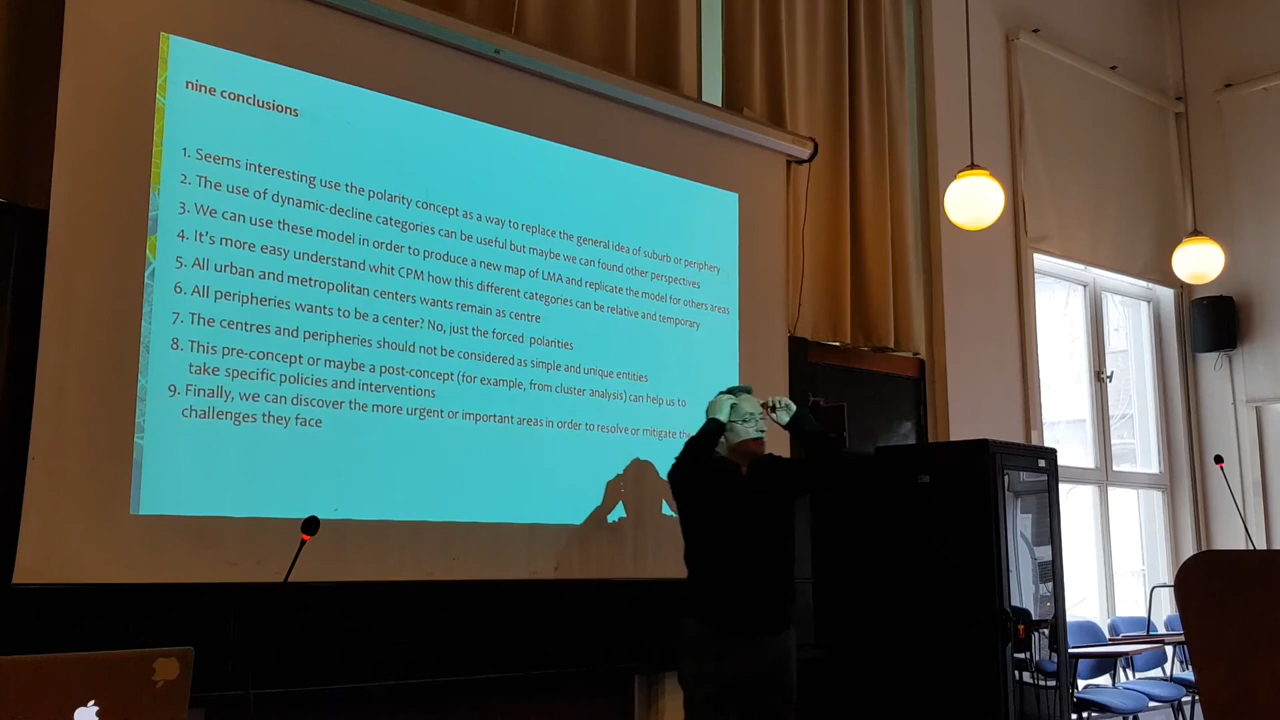 nine conclusions
1. Seems interesting use the polarity concept as a way to replace the general idea of suburb or periphery
2. The use of dynamic-decline categories can be useful but maybe we can found other perspectives
3. We can use these model in order to produce a new map of LMA and replicate the model for others areas
4. It's more easy understand whit CPM how this different categories can be relative and temporary
5. All urban and metropolitan centers wants remain as centre
6. All peripheries wants to be a center? No, just the forced polarities
7. The centres and peripheries should not be considered as simple and unique entities
8. This pre-concept or maybe a post-concept (for example, from cluster analysis) can help us to
take specific policies and interventions
9. Finally, we can discover the more urgent or important areas in order to resolve or mitigate the
challenges they face